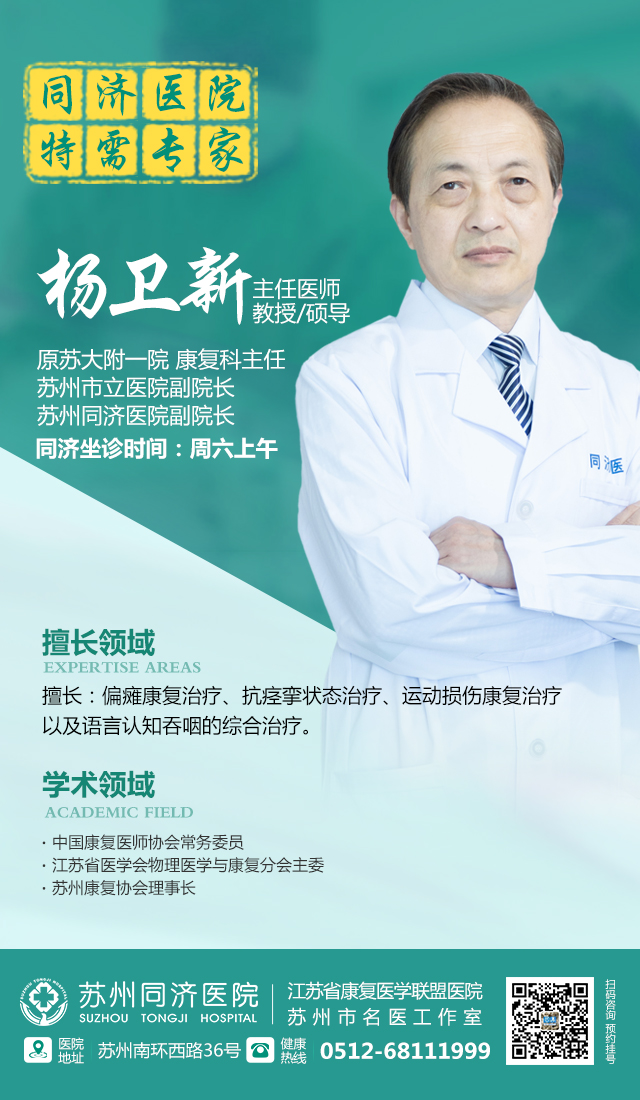 同济医院
特需专家
杨卫新
主任医师
教授/硕导
原苏大附一院 康复科主任
苏州市立医院副院长
苏州同济医院副院长
同济坐诊时间：周六上午
同济医
擅长领域
EXPERTISE AREAS
擅长：偏瘫康复治疗、抗痉挛状态治疗、运动损伤康复治疗
以及语言认知吞咽的综合治疗。
学术领域
ACADEMIC FIELD
· 中国康复医师协会常务委员
· 江苏省医学会物理医学与康复分会主委
· 苏州康复协会理事长
苏州同济医院
SUZHOU TONGJI HOSPITAL
江苏省康复医学联盟医院
苏州市名医工作室
医院
地址
苏州南环西路36号
健康
热线
0512-68111999
扫码咨询 预约挂号